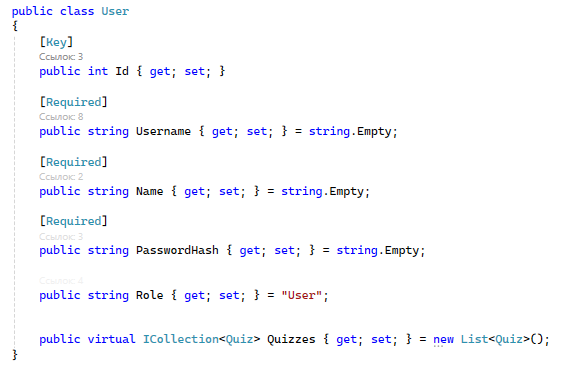 public class User
{
[Key]
Ссылок: 3
public int Id { get; set; }
[Required]
Ссылок: 8
public string Username { get; set; } = string.Empty;
[Required]
Ссылок: 2
public string Name { get; set; } = string.Empty;
[Required]
Ссылок: 3
public string PasswordHash { get; set; } = string.Empty;
Ссылок: 4
public string Role { get; set; } = "User";
public virtual ICollection<Quiz> Quizzes { get; set; } = new List<Quiz>();
}